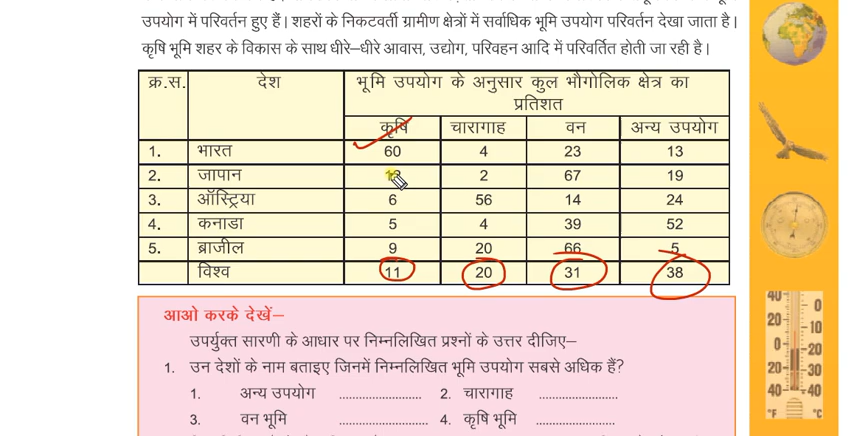 उपयोग में परिवर्तन हुए हैं। शहरों के निकटवर्ती ग्रामीण क्षेत्रों में सर्वाधिक भूमि उपयोग परिवर्तन देखा जाता है।
कृषि भूमि शहर के विकास के साथ धीरे–धीरे आवास, उद्योग, परिवहन आदि में परिवर्तित होती जा रही है।
क्र.स. देश भूमि उपयोग के अनुसार कुल भौगोलिक क्षेत्र का
प्रतिशत
कृषि चारागाह वन अन्य उपयोग
1. भारत 60 4 23 13
2. जापान 2 67 19
3. ऑस्ट्रिया 6 56 14 24
4. कनाडा 5 4 39 52
5. ब्राजील 9 20 66 5
विश्व 11 20 31 38
आओ करके देखें–
उपर्युक्त सारणी के आधार पर निम्नलिखित प्रश्नों के उत्तर दीजिए–
1. उन देशों के नाम बताइए जिनमें निम्नलिखित भूमि उपयोग सबसे अधिक हैं?
1. अन्य उपयोग ..................... 2. चारागाह ....................
3. वन भूमि ..................... 4. कृषि भूमि ....................
40 0
20 10
0 20
20 30
40 40
°F °C